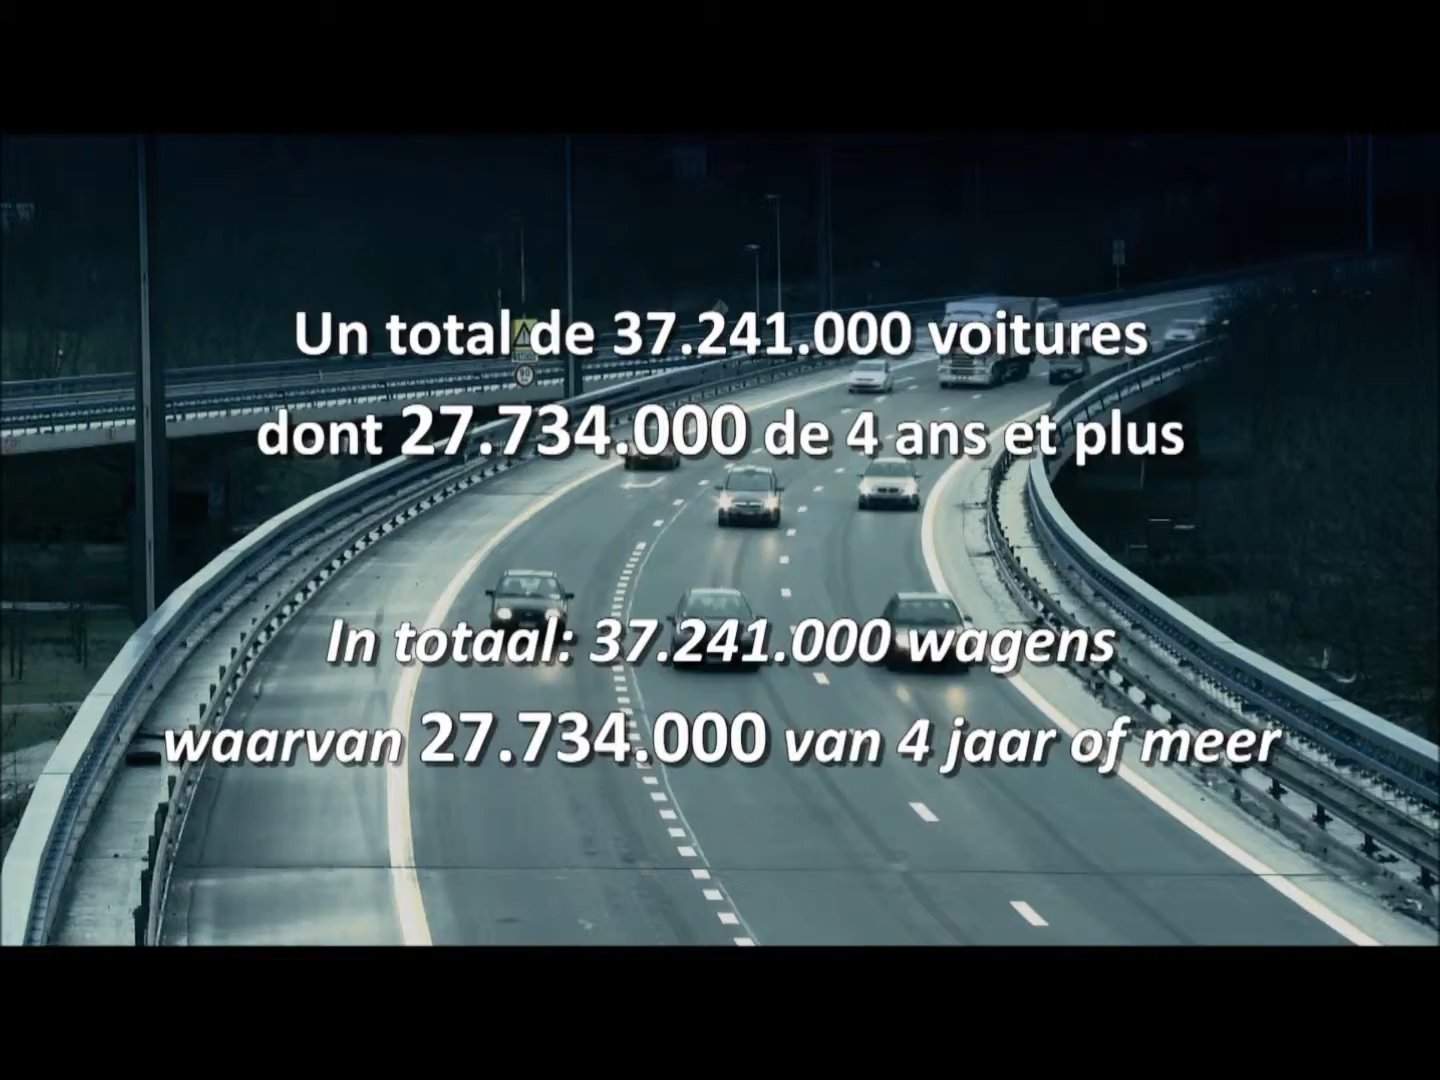 Un total de 37.241.000 voitures
dont 27.734.000 de 4 ans et plus
In totaal: 37.241.000 wagens
waarvan 27.734.000 van 4 jaar of meer